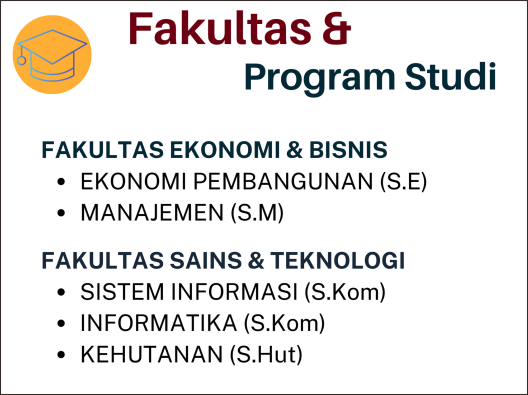 Fakultas &
Program Studi
FAKULTAS EKONOMI & BISNIS
• EKONOMI PEMBANGUNAN (S.E)
• MANAJEMEN (S.M)
FAKULTAS SAINS & TEKNOLOGI
• SISTEM INFORMASI (S.Kom)
• INFORMATIKA (S.Kom)
• KEHUTANAN (S.Hut)